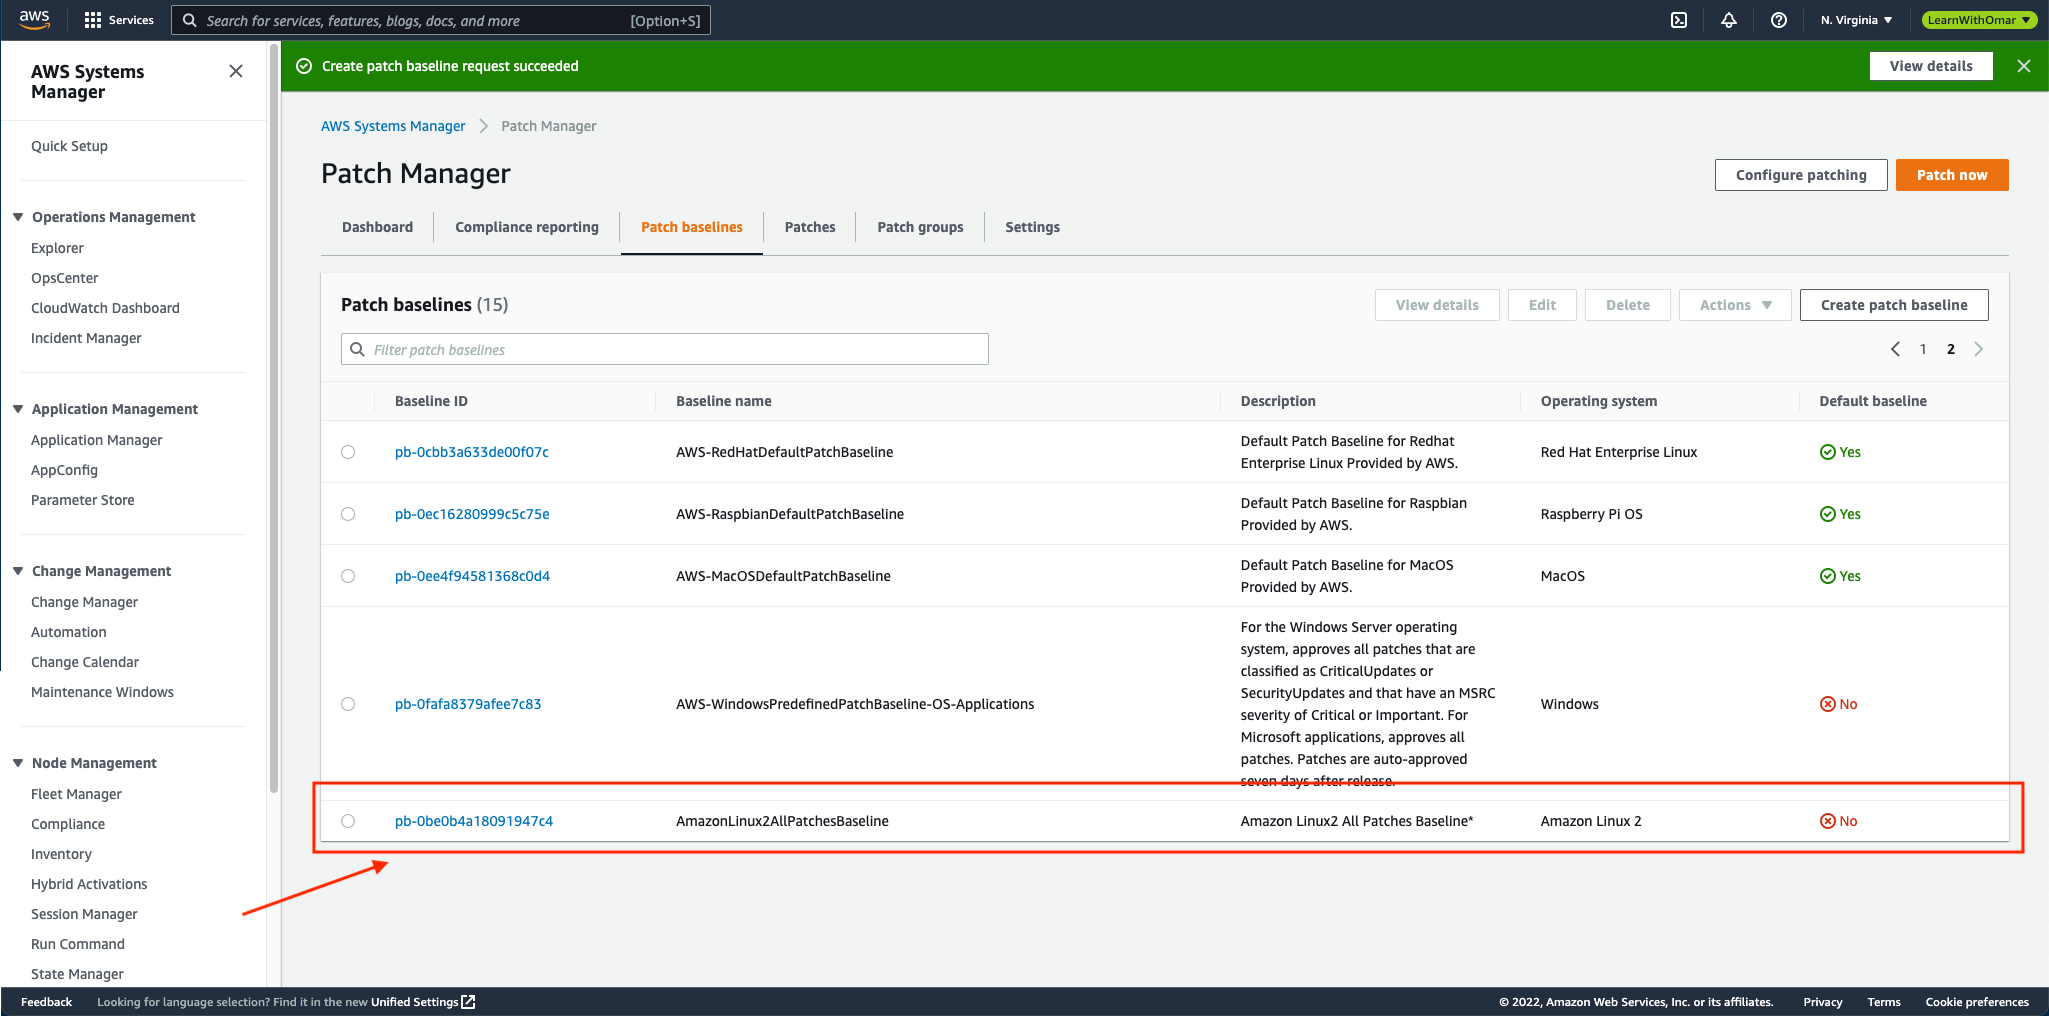 aws
Services
Search for services, features, blogs, docs, and more
[Option+S]
N. Virginia ▼
LearnWithOmar ▼
AWS Systems
Manager
Quick Setup
Operations Management
Explorer
OpsCenter
CloudWatch Dashboard
Incident Manager
Application Management
Application Manager
AppConfig
Parameter Store
Change Management
Change Manager
Automation
Change Calendar
Maintenance Windows
Node Management
Fleet Manager
Compliance
Inventory
Hybrid Activations
Session Manager
Run Command
State Manager
Create patch baseline request succeeded
View details
AWS Systems Manager
Patch Manager
Patch Manager
Configure patching
Patch now
Dashboard
Compliance reporting
Patch baselines
Patches
Patch groups
Settings
Patch baselines (15)
View details
Edit
Delete
Actions
Create patch baseline
Filter patch baselines
1
2
Baseline ID
Baseline name
Description
Operating system
Default baseline
pb-0cbb3a633de00f07c
AWS-RedHatDefaultPatchBaseline
Default Patch Baseline for Redhat
Enterprise Linux Provided by AWS.
Red Hat Enterprise Linux
Yes
pb-0ec16280999c5c75e
AWS-RaspbianDefaultPatchBaseline
Default Patch Baseline for Raspbian
Provided by AWS.
Raspberry Pi OS
Yes
pb-0ee4f94581368c0d4
AWS-MacOSDefaultPatchBaseline
Default Patch Baseline for MacOS
Provided by AWS.
MacOS
Yes
pb-0fafa8379afee7c83
AWS-WindowsPredefinedPatchBaseline-OS-Applications
For the Windows Server operating
system, approves all patches that are
classified as CriticalUpdates or
SecurityUpdates and that have an MSRC
severity of Critical or Important. For
Microsoft applications, approves all
patches. Patches are auto-approved
seven days after release.
Windows
No
pb-0be0b4a18091947c4
AmazonLinux2AllPatchesBaseline
Amazon Linux2 All Patches Baseline*
Amazon Linux 2
No
Feedback
Looking for language selection? Find it in the new Unified Settings
© 2022, Amazon Web Services, Inc. or its affiliates.
Privacy
Terms
Cookie preferences